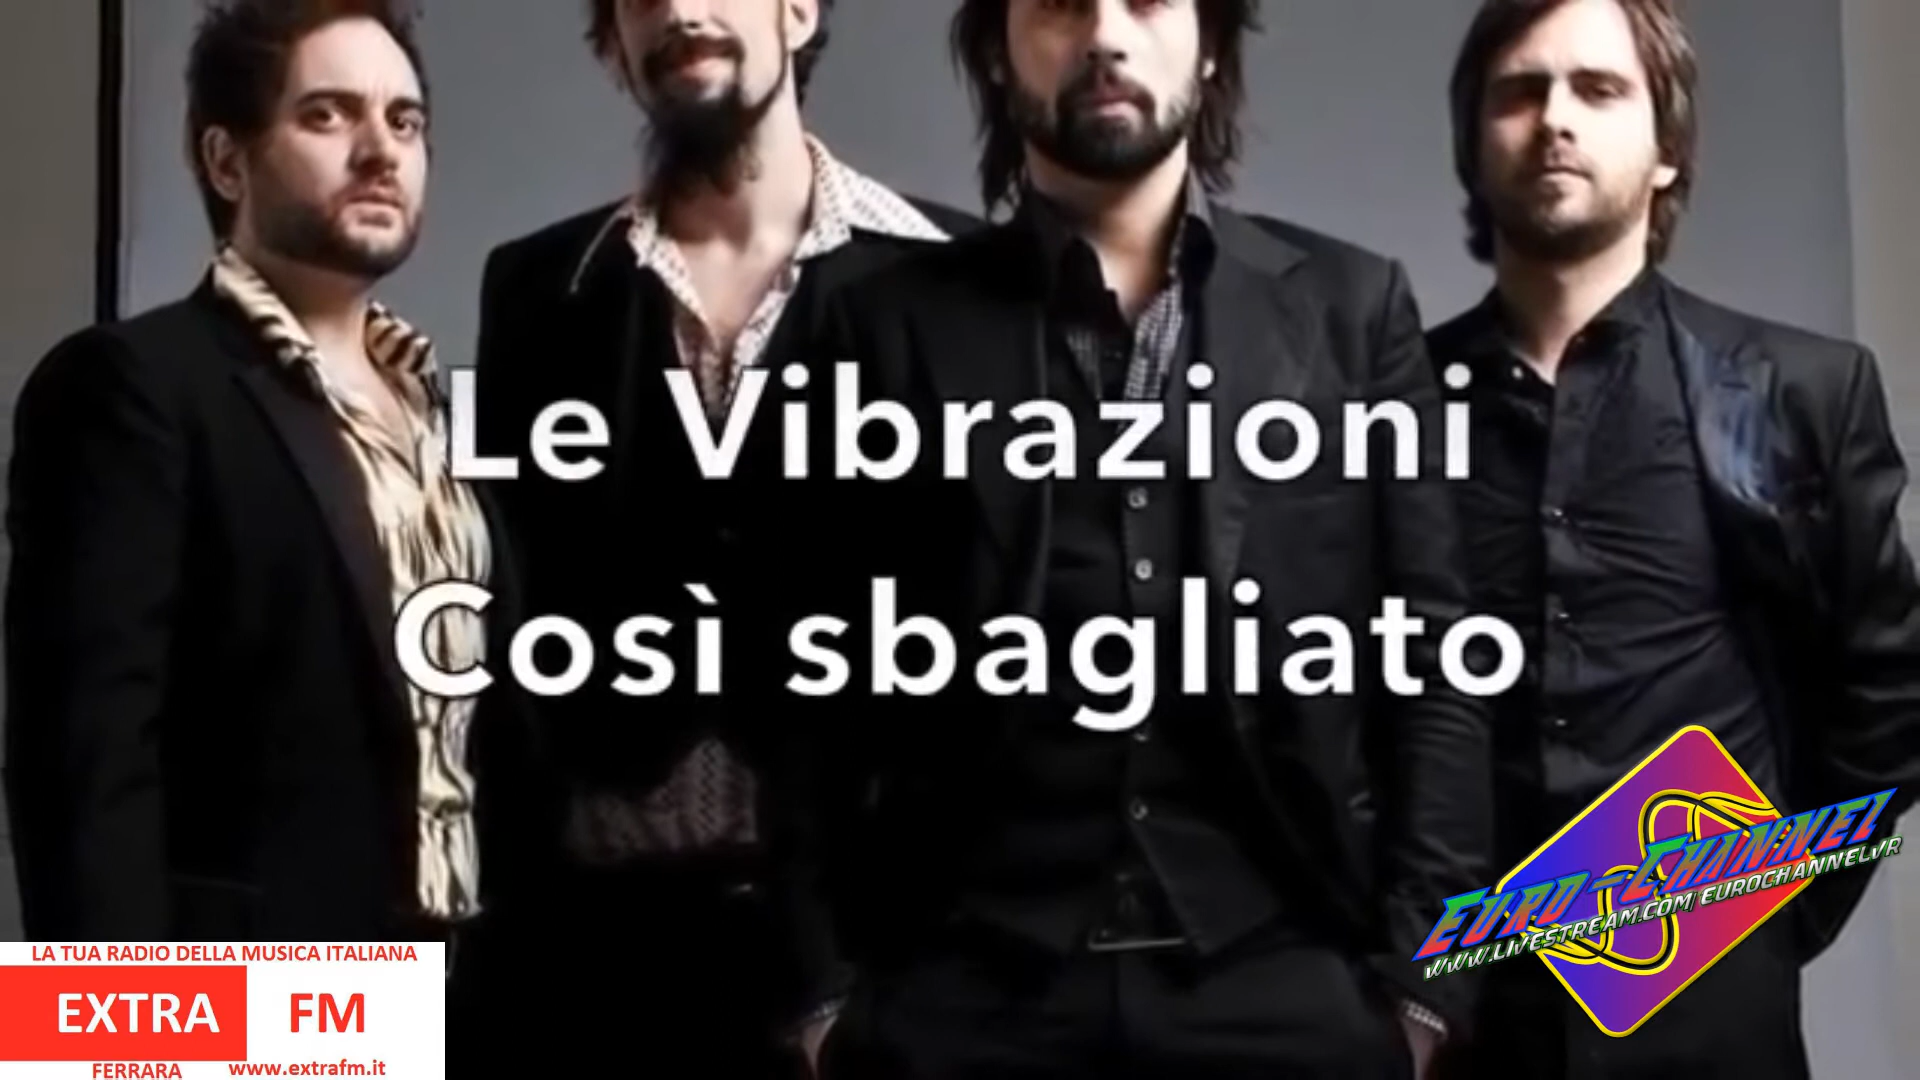 Le Vibrazioni
Così sbagliato
EURO-CHANNEL
WWW.LIVESTREAM.COM/EUROCHANNELVR
LA TUA RADIO DELLA MUSICA ITALIANA
EXTRA FM
FERRARA www.extrafm.it